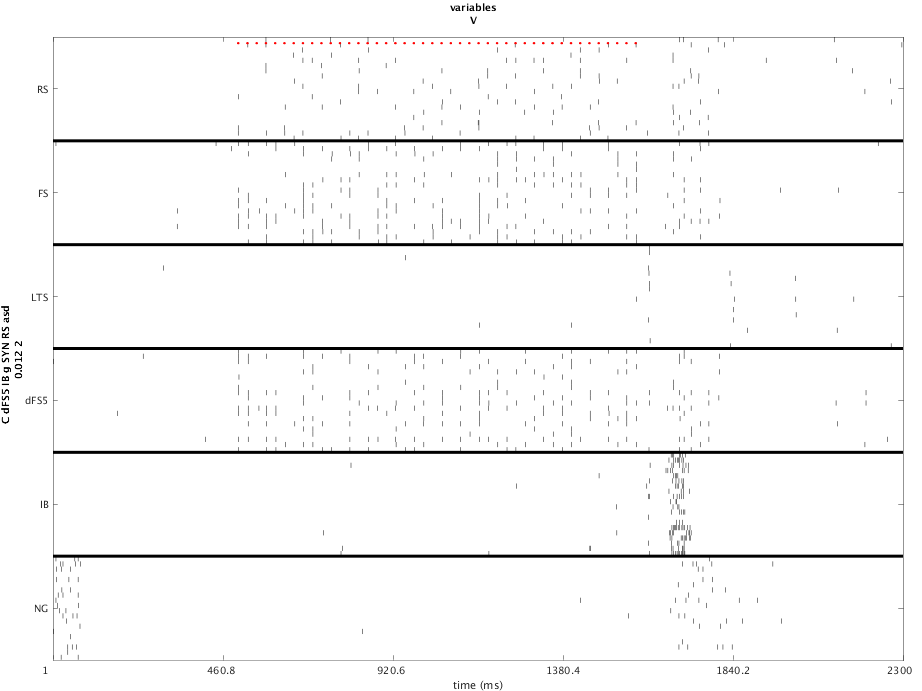 variables
V
RS
FS
LTS
dFS5
IB
NG
C dFS5 IB g SYN RS asd
0.012 2
1
460.8
920.6
1380.4
1840.2
2300
time (ms)